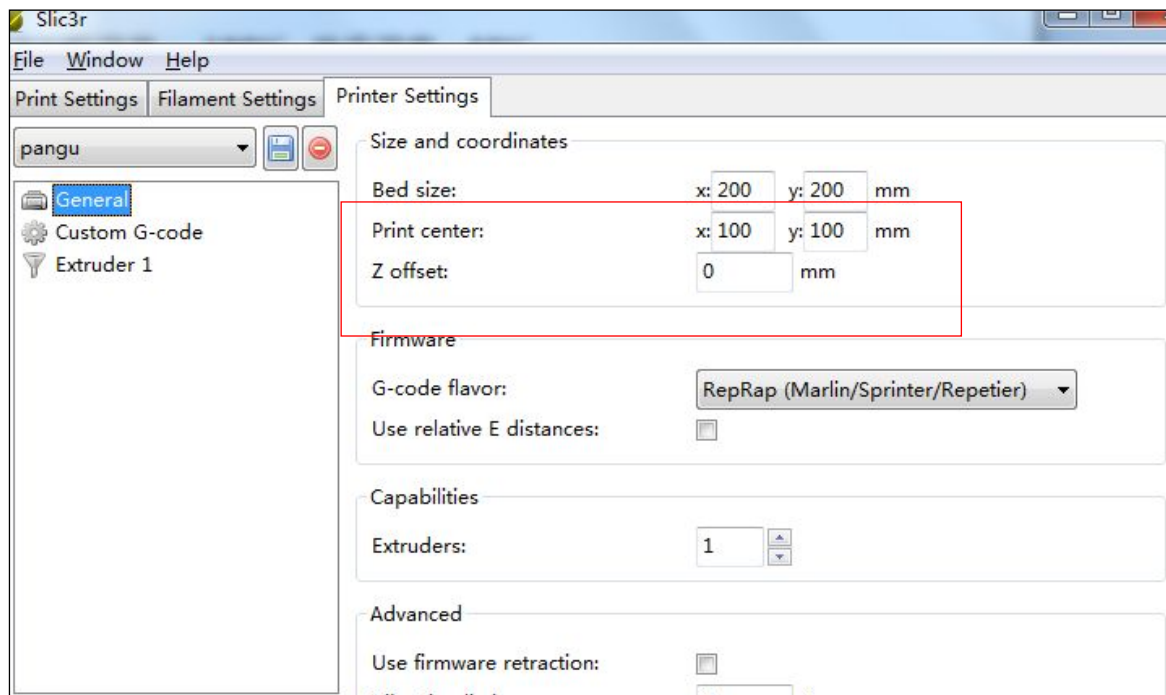 Slic3r
File Window Help
Print Settings Filament Settings Printer Settings
pangu
General
Custom G-code
Extruder 1
Size and coordinates
Bed size: x: 200 y: 200 mm
Print center: x: 100 y: 100 mm
Z offset: 0 mm
Firmware
G-code flavor: RepRap (Marlin/Sprinter/Repetier)
Use relative E distances:
Capabilities
Extruders: 1
Advanced
Use firmware retraction: